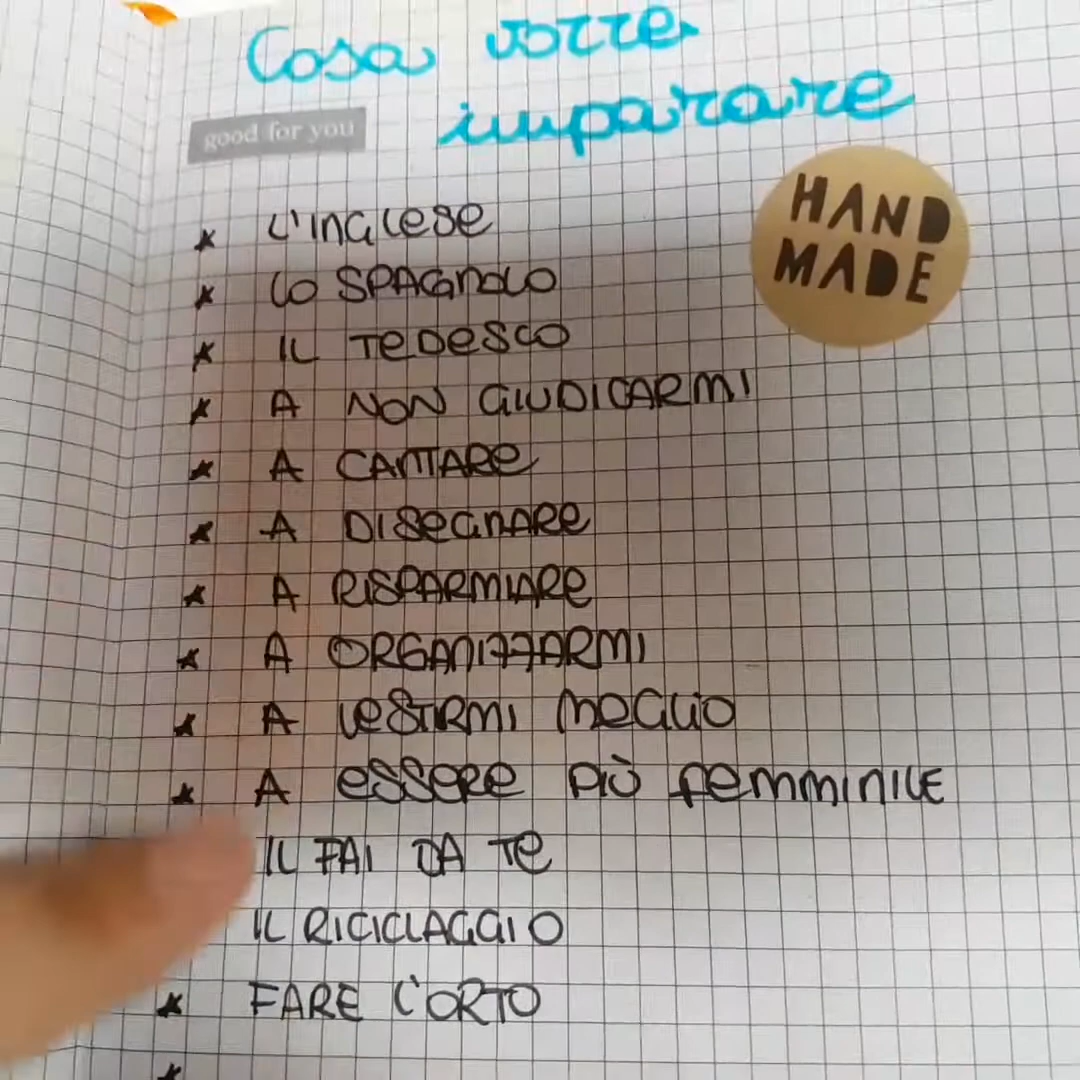 Cosa vorrei
imparare
good for you
HAND
MADE
* L'INGLESE
* LO SPAGNOLO
* IL TEDESCO
* A NON GIUDICARMI
* A CANTARE
* A DISEGNARE
* A RISPARMIARE
* A ORGANIZZARMI
* A VESTIRMI MEGLIO
* A ESSERE PIÙ FEMMINILE
IL FAI DA TE
IL RICICLAGGIO
* FARE L'ORTO
*